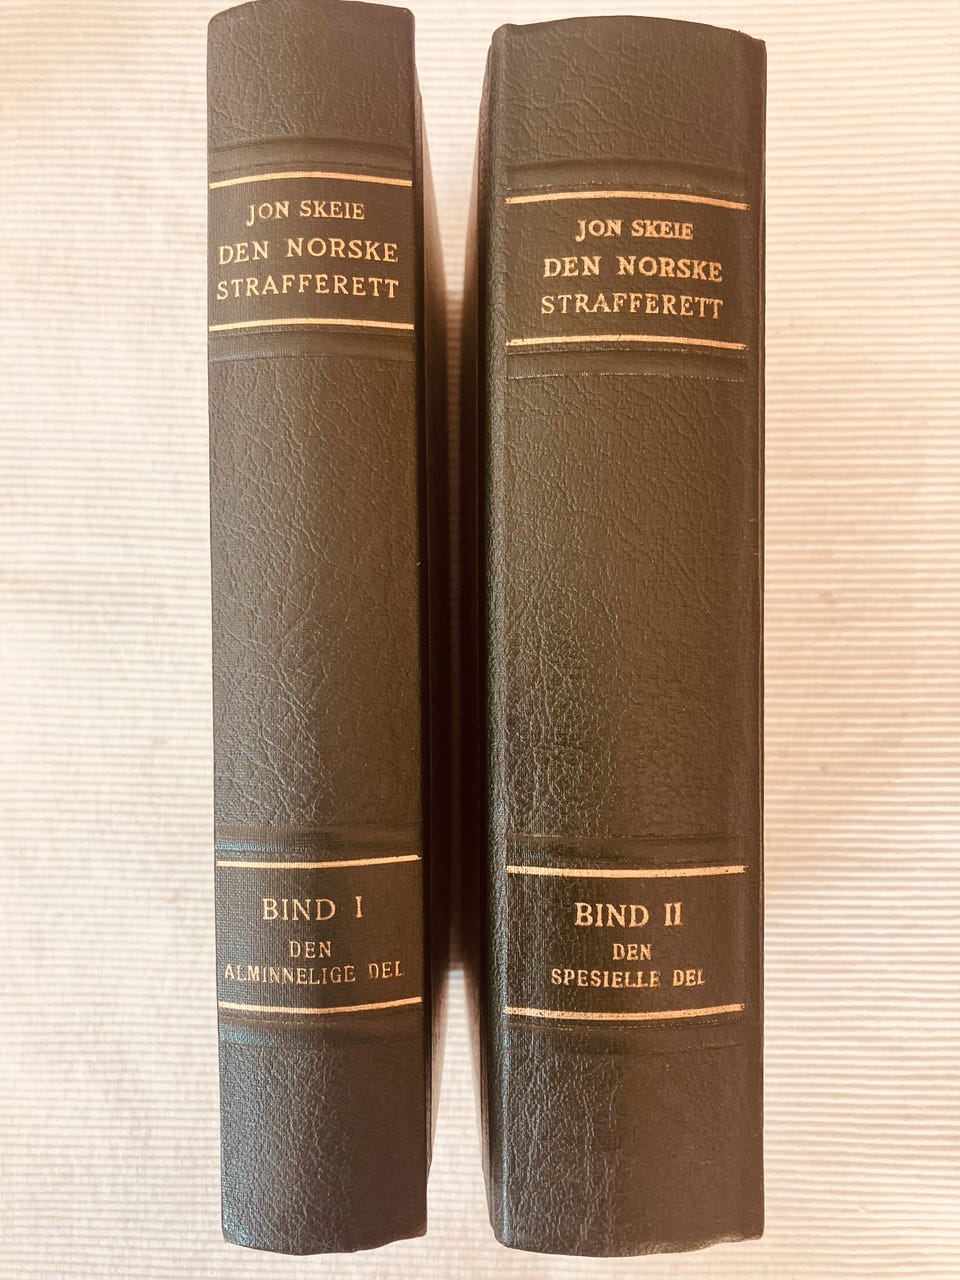 JON SKEIE
DEN NORSKE
STRAFFERETT
BIND I
DEN
ALMINNELIGE DEL
JON SKEIE
DEN NORSKE
STRAFFERETT
BIND II
DEN
SPESIELLE DEL